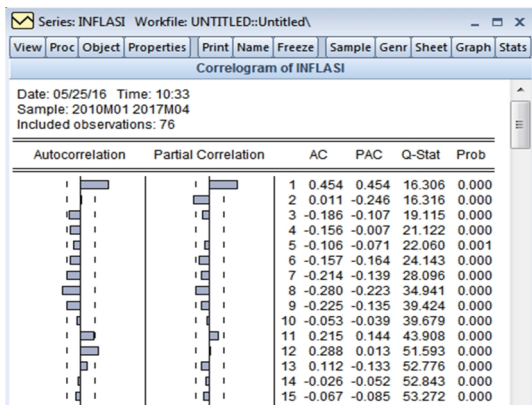 Series: INFLASI Workfile: UNTITLED::Untitled\
View Proc Object Properties Print Name Freeze Sample Genr Sheet Graph Stats
Correlogram of INFLASI
Date: 05/25/16 Time: 10:33
Sample: 2010M01 2017M04
Included observations: 76
Autocorrelation Partial Correlation AC PAC Q-Stat Prob
1 0.454 0.454 16.306 0.000
2 0.011 -0.246 16.316 0.000
3 -0.186 -0.107 19.115 0.000
4 -0.156 -0.007 21.122 0.000
5 -0.106 -0.071 22.060 0.001
6 -0.157 -0.164 24.143 0.000
7 -0.214 -0.139 28.096 0.000
8 -0.280 -0.223 34.941 0.000
9 -0.225 -0.135 39.424 0.000
10 -0.053 -0.039 39.679 0.000
11 0.215 0.144 43.908 0.000
12 0.288 0.013 51.593 0.000
13 0.112 -0.133 52.776 0.000
14 -0.026 -0.052 52.843 0.000
15 -0.067 -0.085 53.272 0.000